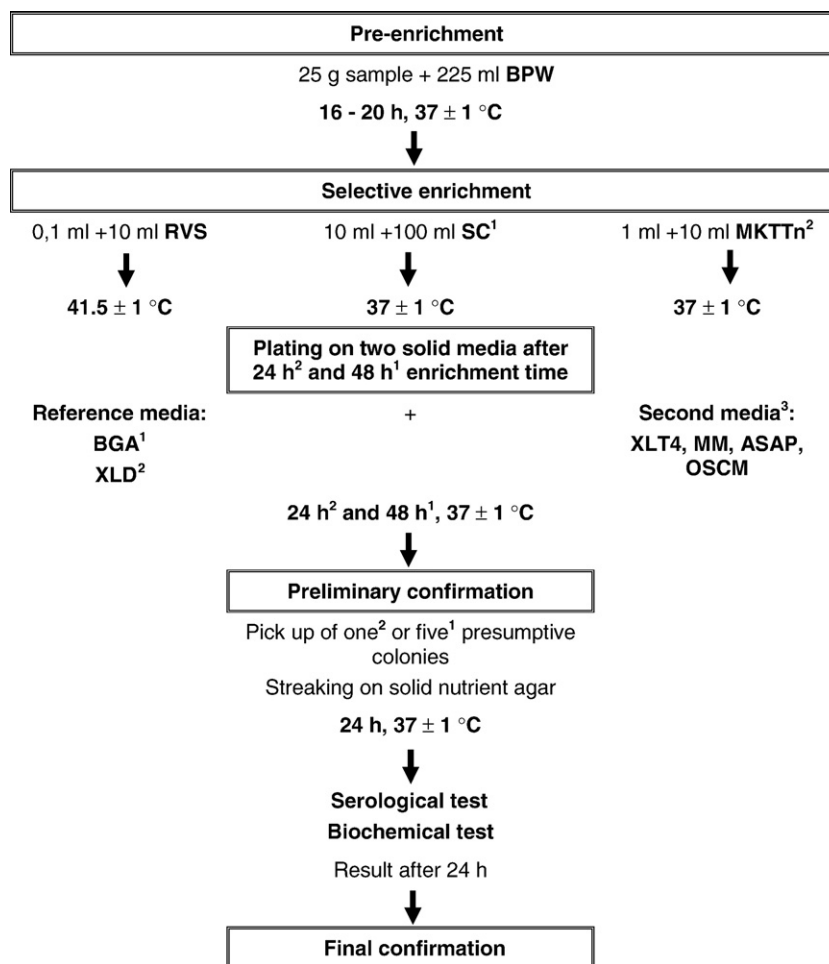 Pre-enrichment
25 g sample + 225 ml BPW
16 - 20 h, 37 ± 1 °C
Selective enrichment
0,1 ml +10 ml RVS
10 ml +100 ml SC¹
1 ml +10 ml MKTTn²
41.5 ± 1 °C
37 ± 1 °C
37 ± 1 °C
Plating on two solid media after
24 h² and 48 h¹ enrichment time
Reference media:
BGA¹
XLD²
+
Second media³:
XLT4, MM, ASAP,
OSCM
24 h² and 48 h¹, 37 ± 1 °C
Preliminary confirmation
Pick up of one² or five¹ presumptive
colonies
Streaking on solid nutrient agar
24 h, 37 ± 1 °C
Serological test
Biochemical test
Result after 24 h
Final confirmation